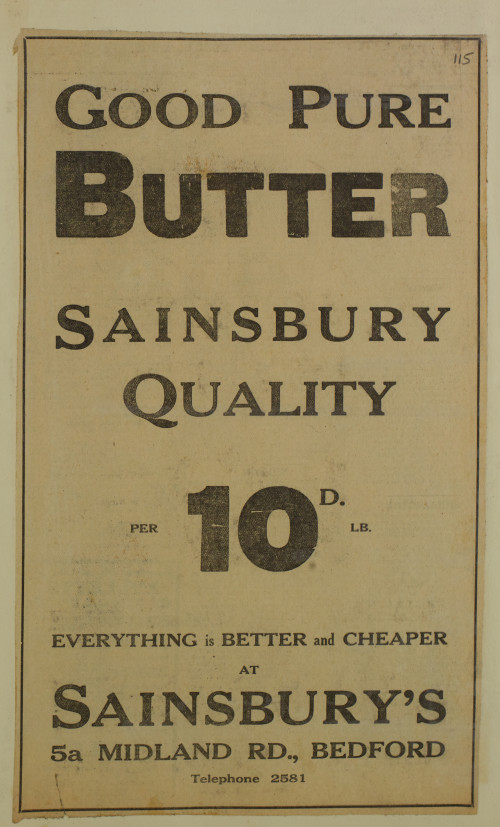 115
GOOD PURE
BUTTER
SAINSBURY
QUALITY
PER 10D. LB.
EVERYTHING is BETTER and CHEAPER
AT
SAINSBURY'S
5a MIDLAND RD., BEDFORD
Telephone 2581